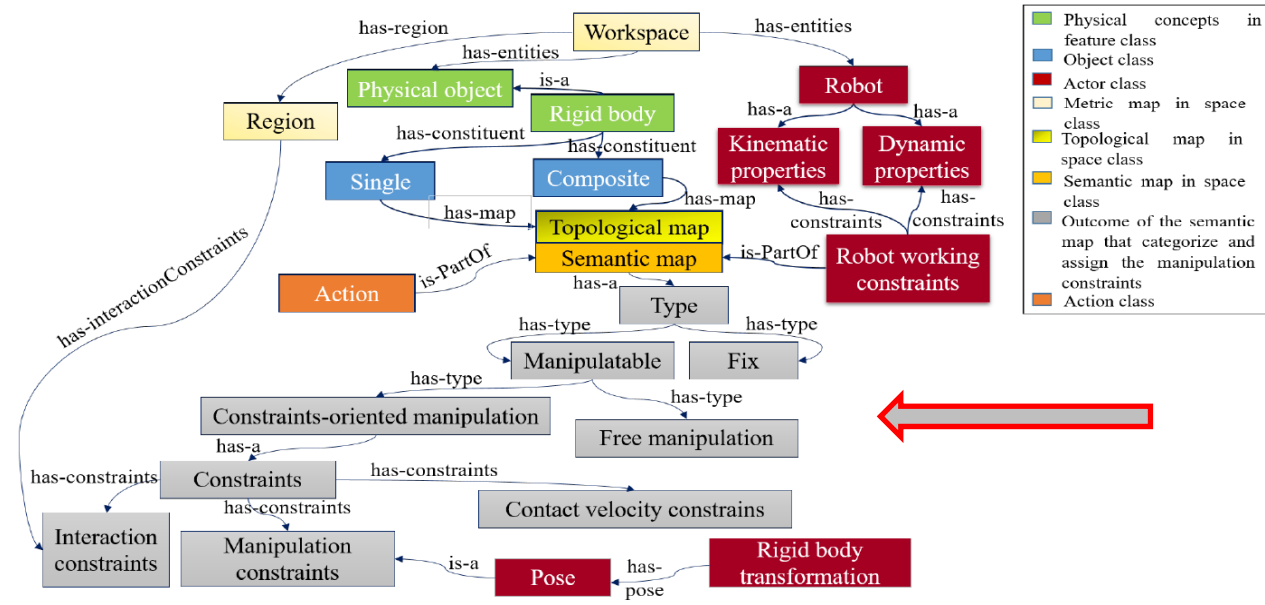 has-region
Workspace
has-entities
has-entities
Physical object
is-a
Robot
Region
Rigid body
has-a
has-a
has-constituent
has-constituent
Kinematic
properties
Dynamic
properties
Single
Composite
has-map
has-map
has-
constraints
has-
constraints
Topological map
Semantic map
is-PartOf
is-PartOf
Robot working
constraints
Action
has-a
Type
has-interactionConstraints
has-type
has-type
Manipulatable
Fix
has-type
has-type
Constraints-oriented manipulation
Free manipulation
has-a
Constraints
has-constraints
has-constraints
has-constraints
Contact velocity constrains
Interaction
constraints
Manipulation
constraints
is-a
Pose
has-
pose
Rigid body
transformation
Physical concepts in
feature class
Object class
Actor class
Metric map in space
class
Topological map in
space class
Semantic map in space
class
Outcome of the semantic
map that categorize and
assign the manipulation
constraints
Action class